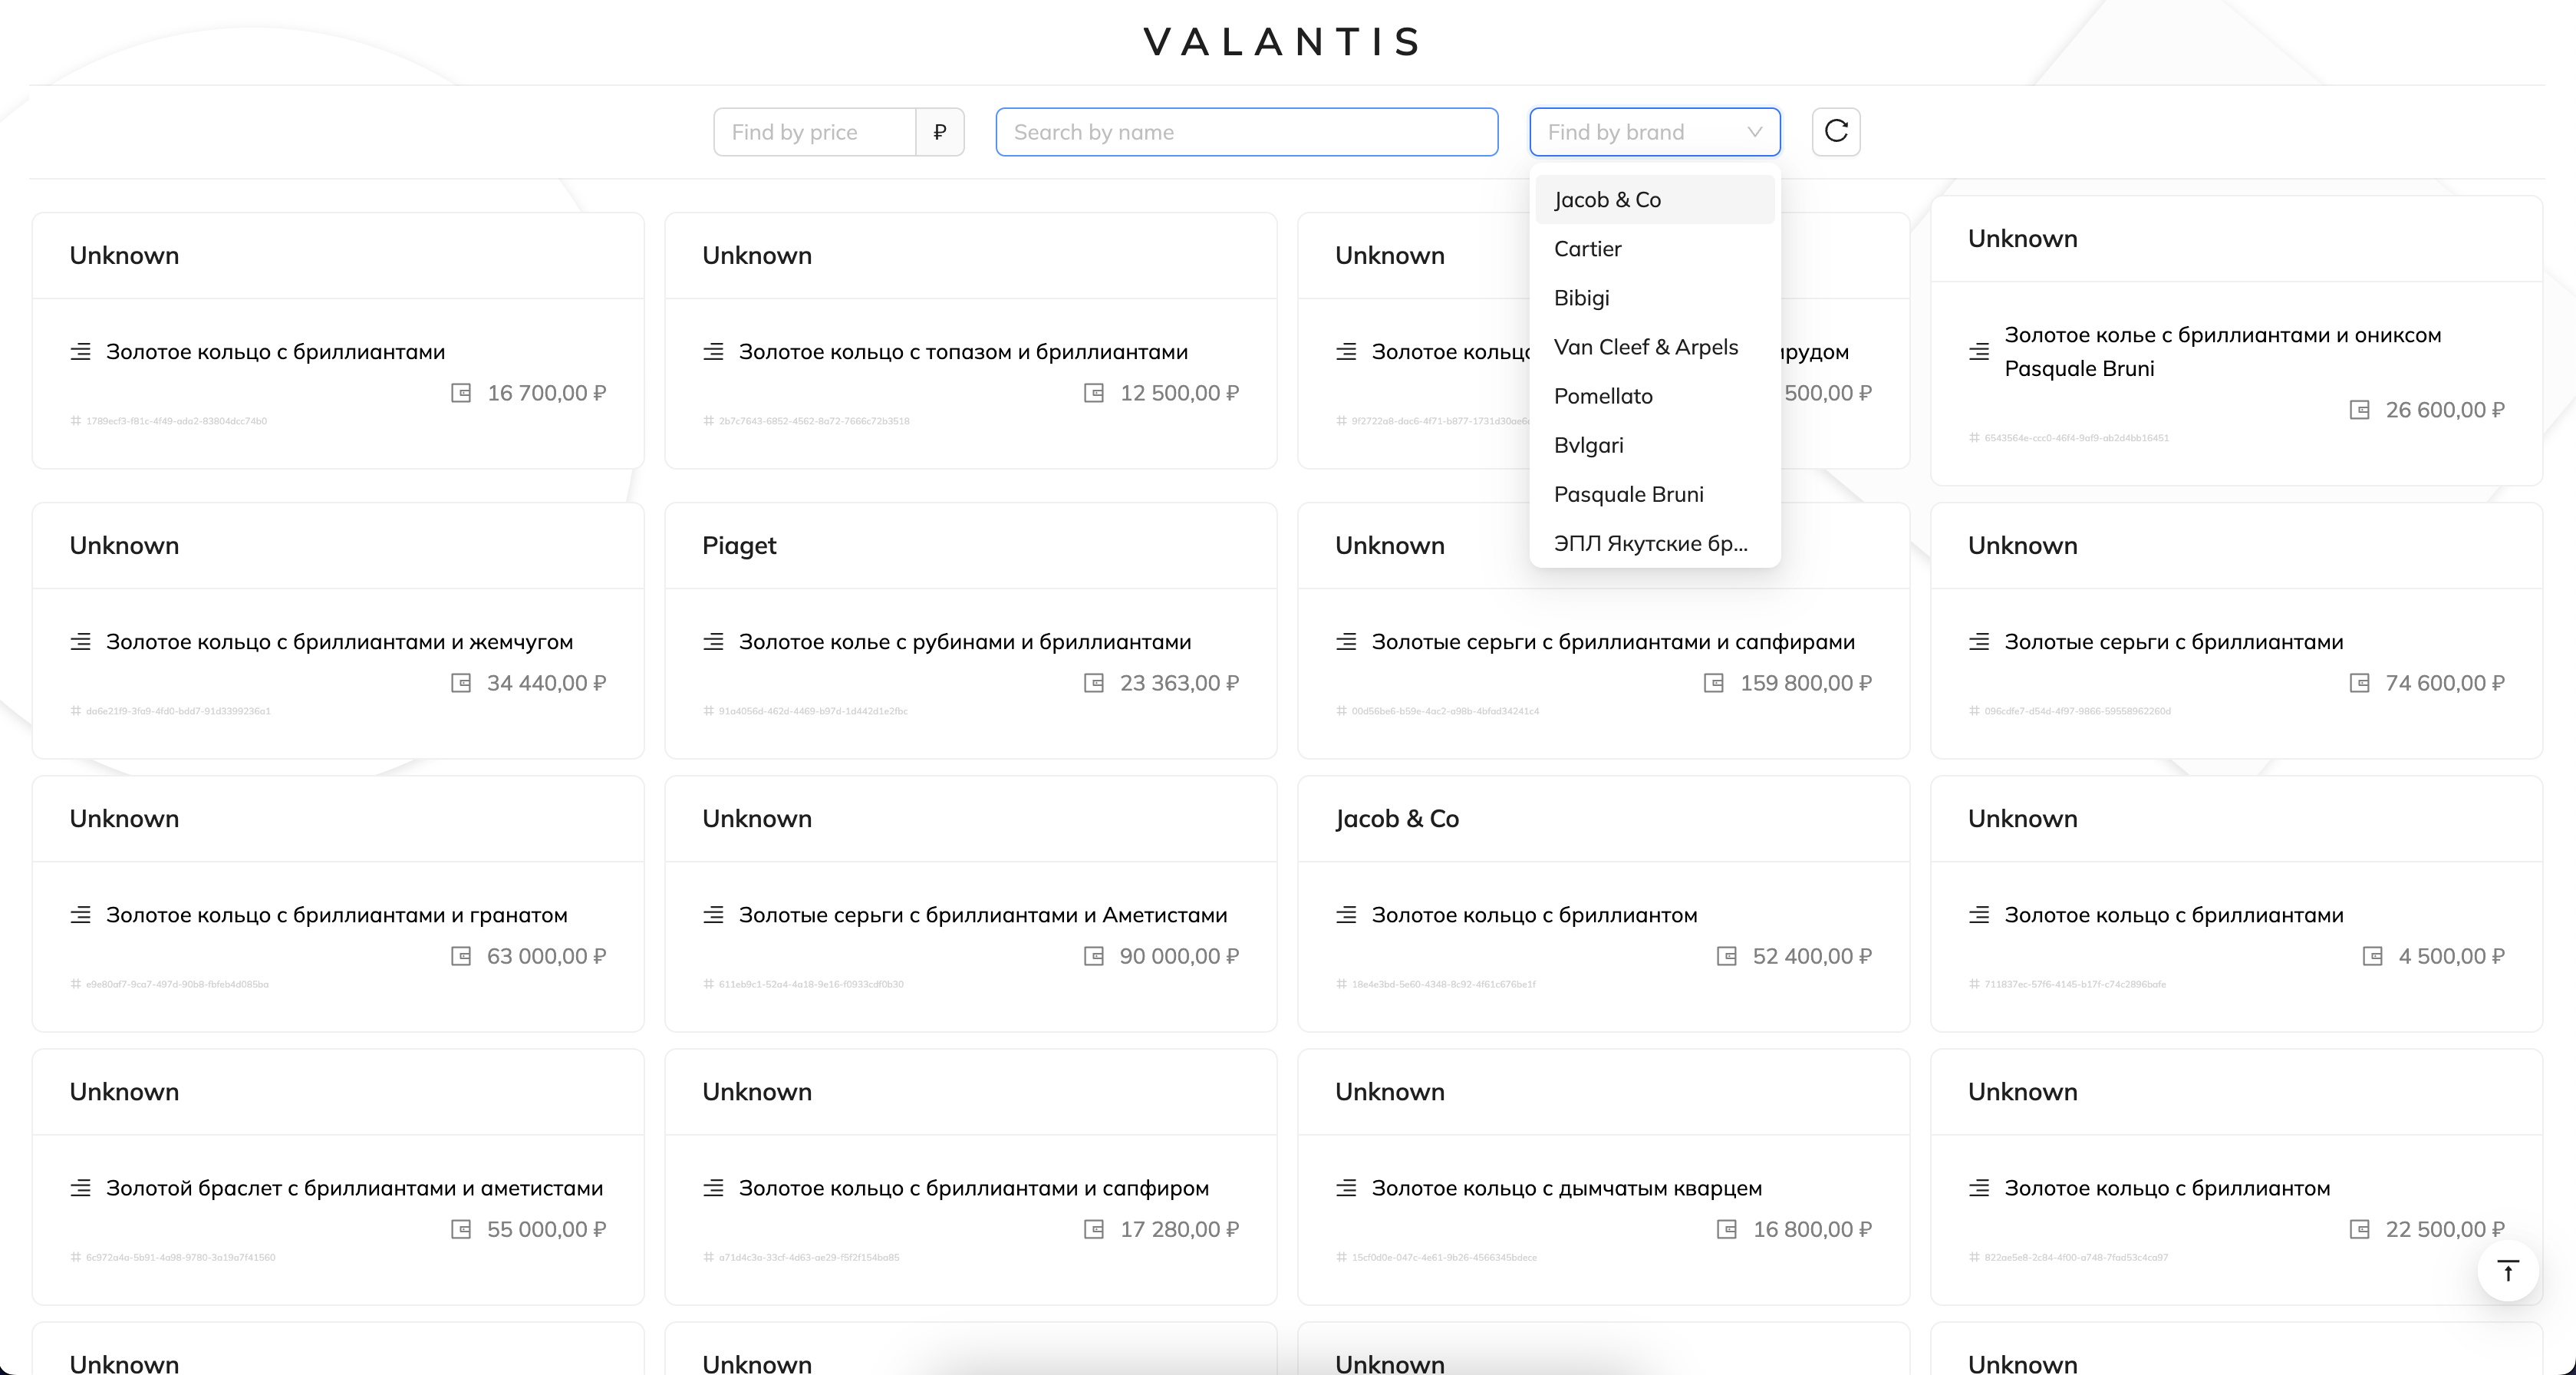 VALANTIS
Find by price ₽
Search by name
Find by brand
Jacob & Co
Cartier
Bibigi
Van Cleef & Arpels
Pomellato
Bvlgari
Pasquale Bruni
ЭПЛ Якутские бр...
Unknown
Золотое кольцо с бриллиантами
16 700,00 ₽
1789ecf3-f81c-4f49-ada2-83804dcc74b0
Unknown
Золотое кольцо с топазом и бриллиантами
12 500,00 ₽
2b7c7643-6852-4562-8a72-7666c72b3518
Unknown
Золотое кольцо
500,00 ₽
Unknown
Золотое колье с бриллиантами и ониксом
Pasquale Bruni
26 600,00 ₽
6543564e-ccc0-46f4-9af9-ab2d4bb16451
Unknown
Золотое кольцо с бриллиантами и жемчугом
34 440,00 ₽
da6e21f9-3fa9-4fd0-bdd7-91d3399236a1
Piaget
Золотое колье с рубинами и бриллиантами
23 363,00 ₽
91a4056d-462d-4469-b97d-1d442d1e2fbc
Unknown
Золотые серьги с бриллиантами и сапфирами
159 800,00 ₽
00d56be6-b59e-4ac2-a98b-4bfad34241c4
Unknown
Золотые серьги с бриллиантами
74 600,00 ₽
096cdfe7-d54d-4f97-9866-59558962260d
Unknown
Золотое кольцо с бриллиантами и гранатом
63 000,00 ₽
e9e80af7-9ca7-497d-90b8-fbfeb4d085ba
Unknown
Золотые серьги с бриллиантами и Аметистами
90 000,00 ₽
611eb9c1-52a4-4a18-9e16-f0933cdf0b30
Jacob & Co
Золотое кольцо с бриллиантом
52 400,00 ₽
18e4e3bd-5e60-4348-8c92-4f61c676be1f
Unknown
Золотое кольцо с бриллиантами
4 500,00 ₽
711837ec-57f6-4145-b17f-c74c2896bafe
Unknown
Золотой браслет с бриллиантами и аметистами
55 000,00 ₽
6c972a4a-5b91-4a98-9780-3a19a7f41560
Unknown
Золотое кольцо с бриллиантами и сапфиром
17 280,00 ₽
a71d4c3a-33cf-4d63-ae29-f5f2f154ba85
Unknown
Золотое кольцо с дымчатым кварцем
16 800,00 ₽
15cf0d0e-047c-4e61-9b26-4566345bdece
Unknown
Золотое кольцо с бриллиантом
22 500,00 ₽
822ae5e8-2c84-4f00-a748-7fad53c4ca97
Unknown
Unknown
Unknown
Unknown